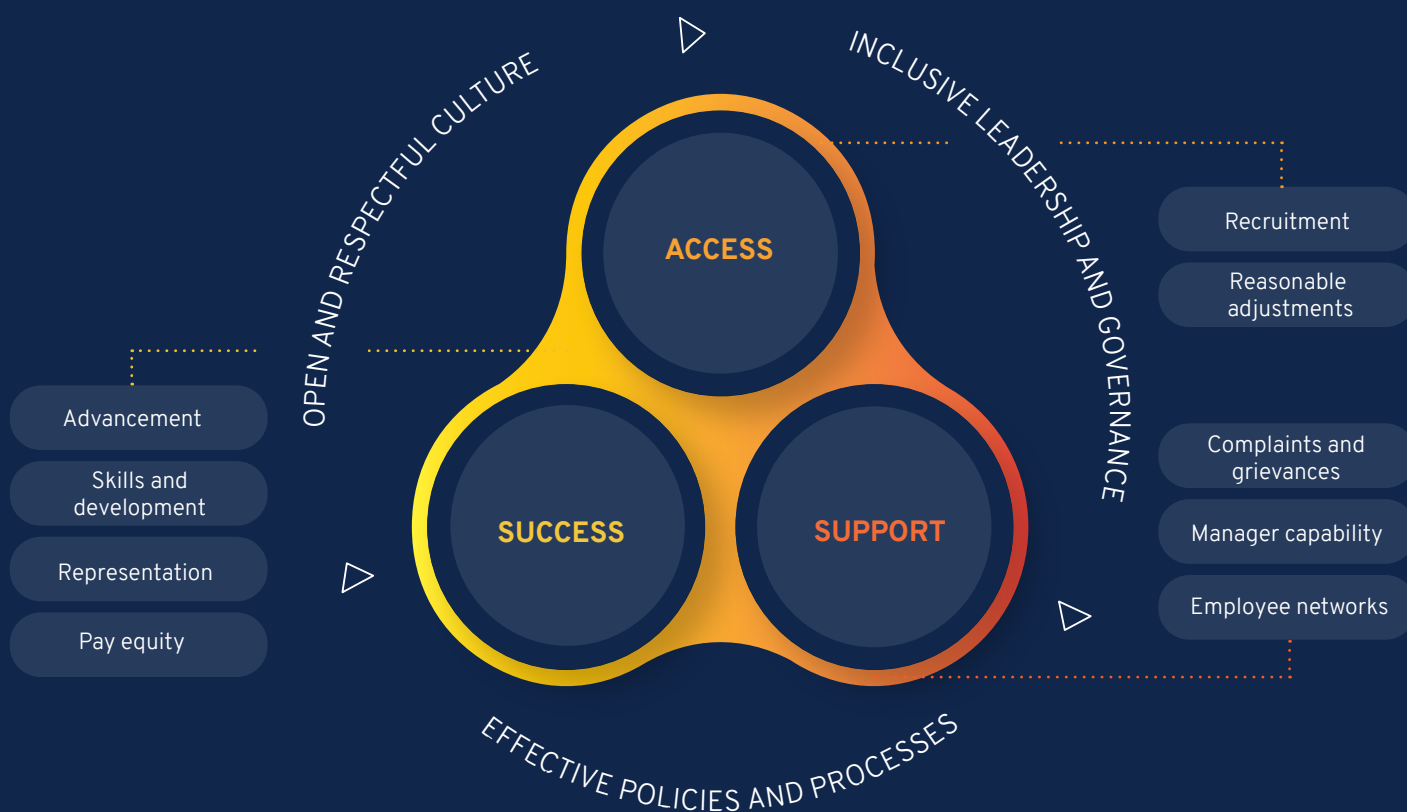 OPEN AND RESPECTFUL CULTURE
INCLUSIVE LEADERSHIP AND GOVERNANCE
ACCESS
Recruitment
Reasonable
adjustments
Advancement
Skills and
development
Representation
Pay equity
SUCCESS
SUPPORT
Complaints and
grievances
Manager capability
Employee networks
EFFECTIVE POLICIES AND PROCESSES